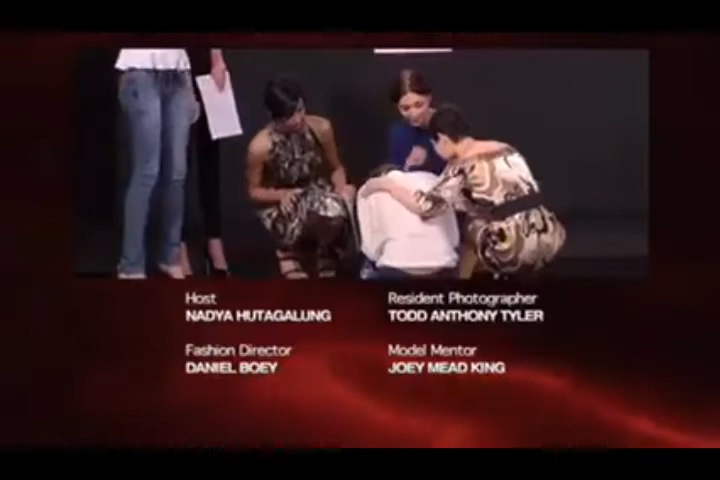 Host
NADYA HUTAGALUNG
Resident Photographer
TODD ANTHONY TYLER
Fashion Director
DANIEL BOEY
Model Mentor
JOEY MEAD KING